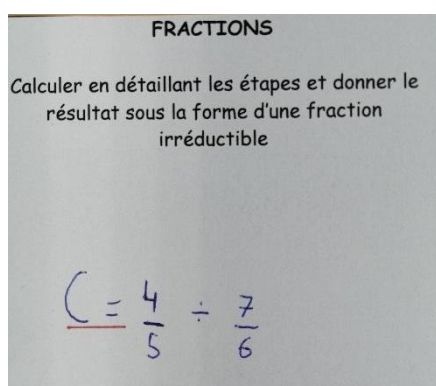 FRACTIONS
Calculer en détaillant les étapes et donner le
résultat sous la forme d'une fraction
irréductible
C = 4/5 ÷ 7/6